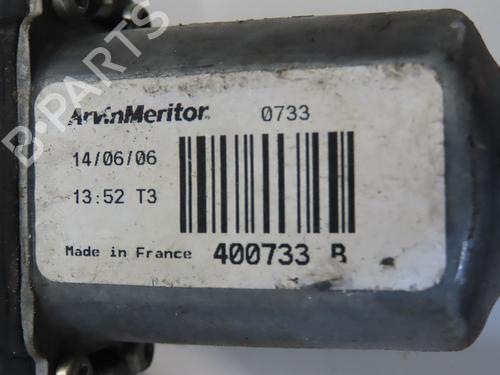 ArvinMeritor 0733
14/06/06
13:52 T3
Made in France 400733 B
B-PARTS